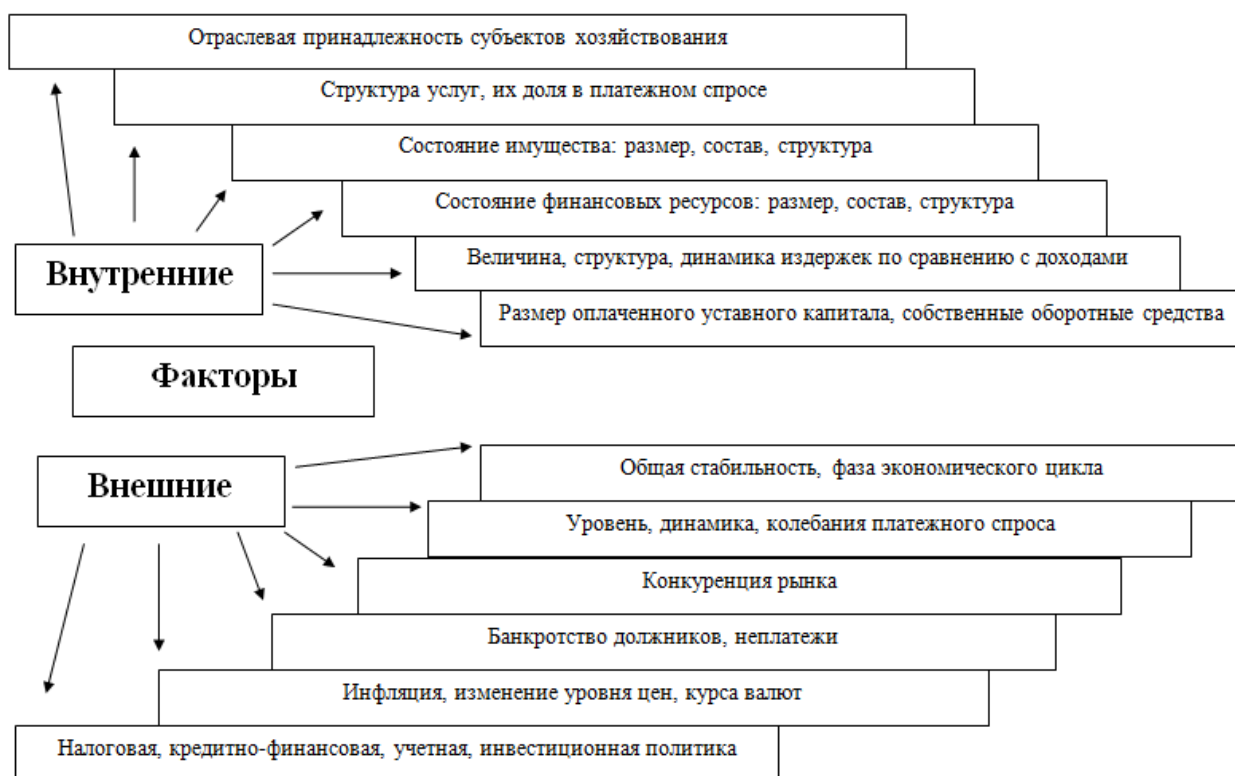 Отраслевая принадлежность субъектов хозяйствования
Структура услуг, их доля в платежном спросе
Состояние имущества: размер, состав, структура
Состояние финансовых ресурсов: размер, состав, структура
Внутренние
Величина, структура, динамика издержек по сравнению с доходами
Размер оплаченного уставного капитала, собственные оборотные средства
Факторы
Внешние
Общая стабильность, фаза экономического цикла
Уровень, динамика, колебания платежного спроса
Конкуренция рынка
Банкротство должников, неплатежи
Инфляция, изменение уровня цен, курса валют
Налоговая, кредитно-финансовая, учетная, инвестиционная политика